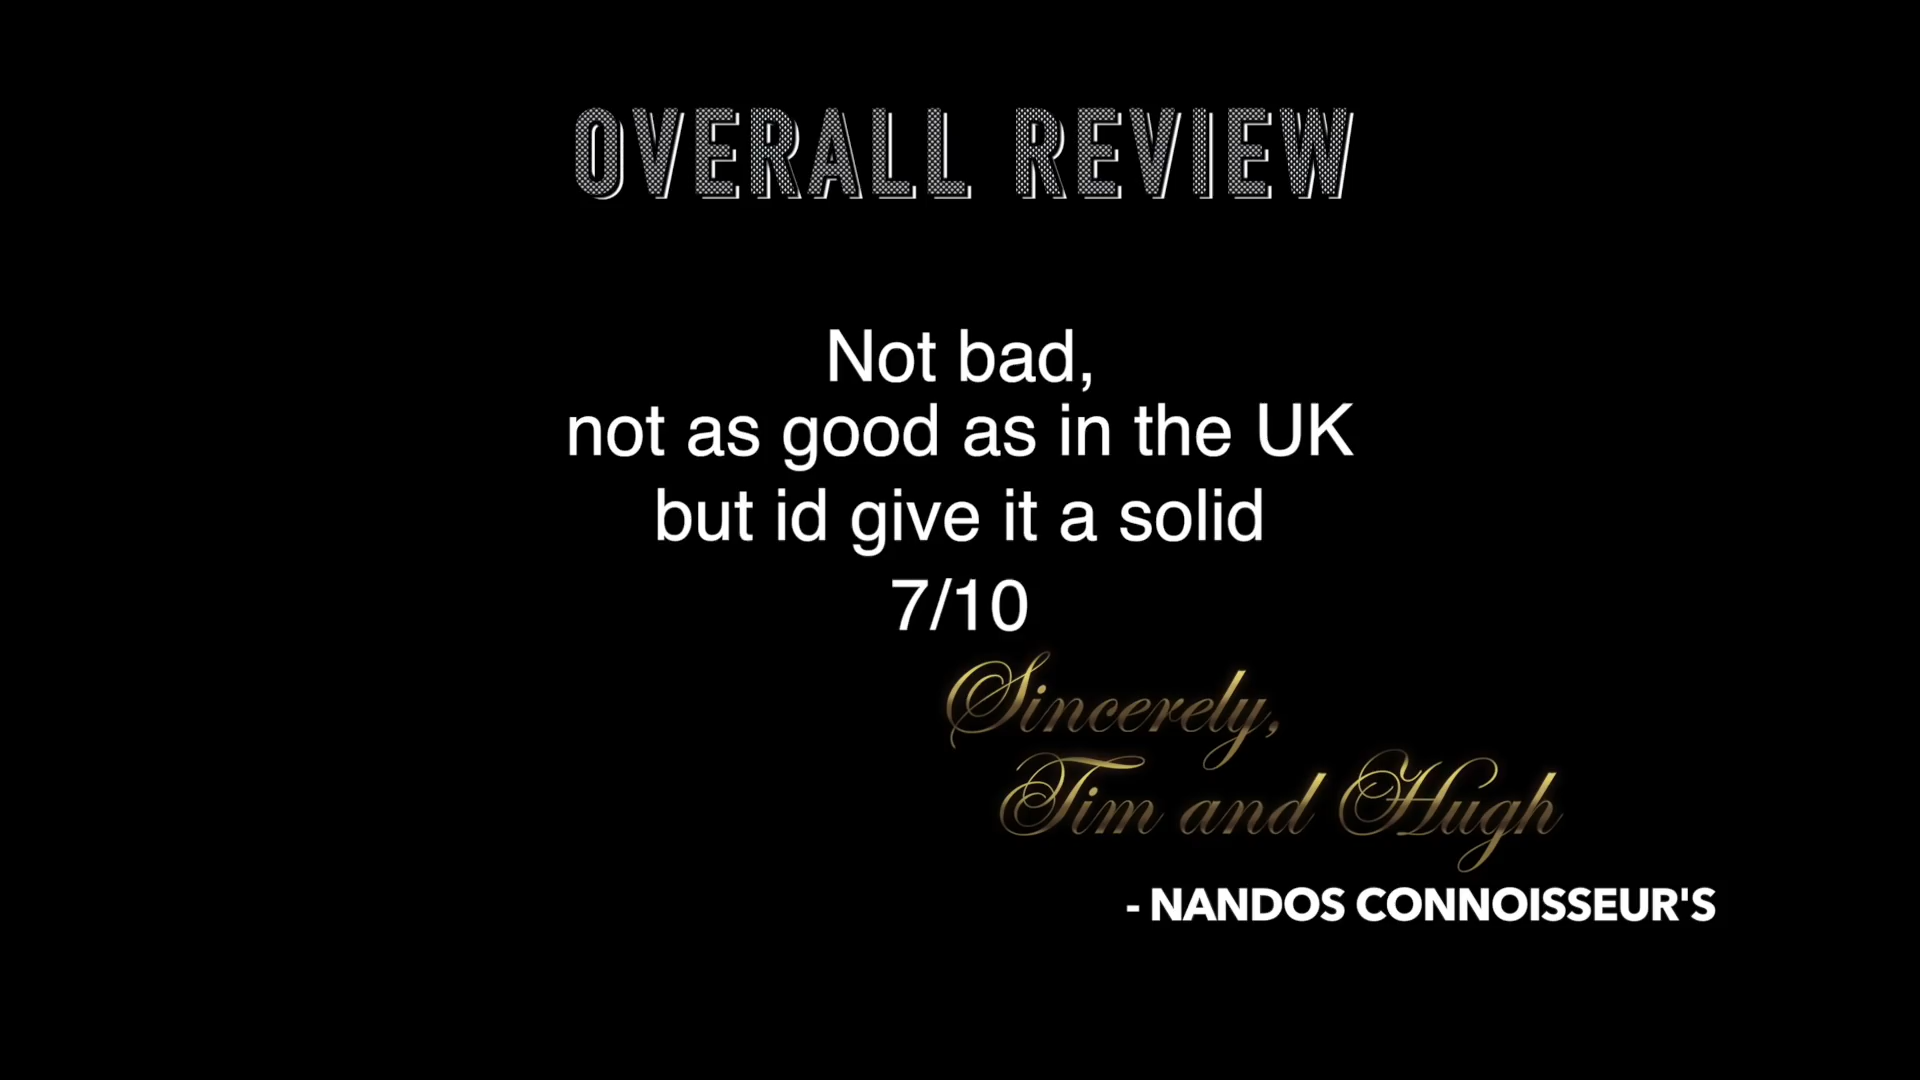 OVERALL REVIEW
Not bad,
not as good as in the UK
but id give it a solid
7/10
Sincerely,
Tim and Hugh
- NANDOS CONNOISSEUR'S